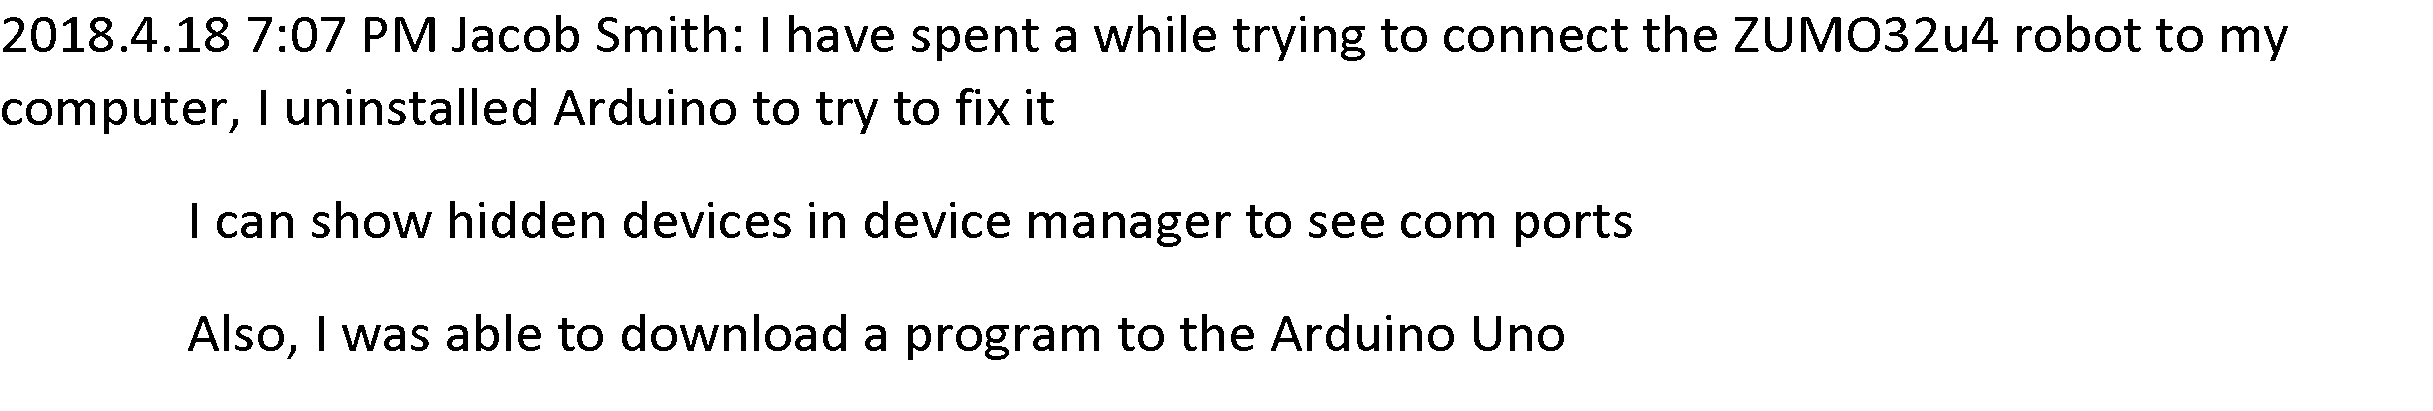 2018.4.18 7:07 PM Jacob Smith: I have spent a while trying to connect the ZUMO32u4 robot to my
computer, I uninstalled Arduino to try to fix it
I can show hidden devices in device manager to see com ports
Also, I was able to download a program to the Arduino Uno